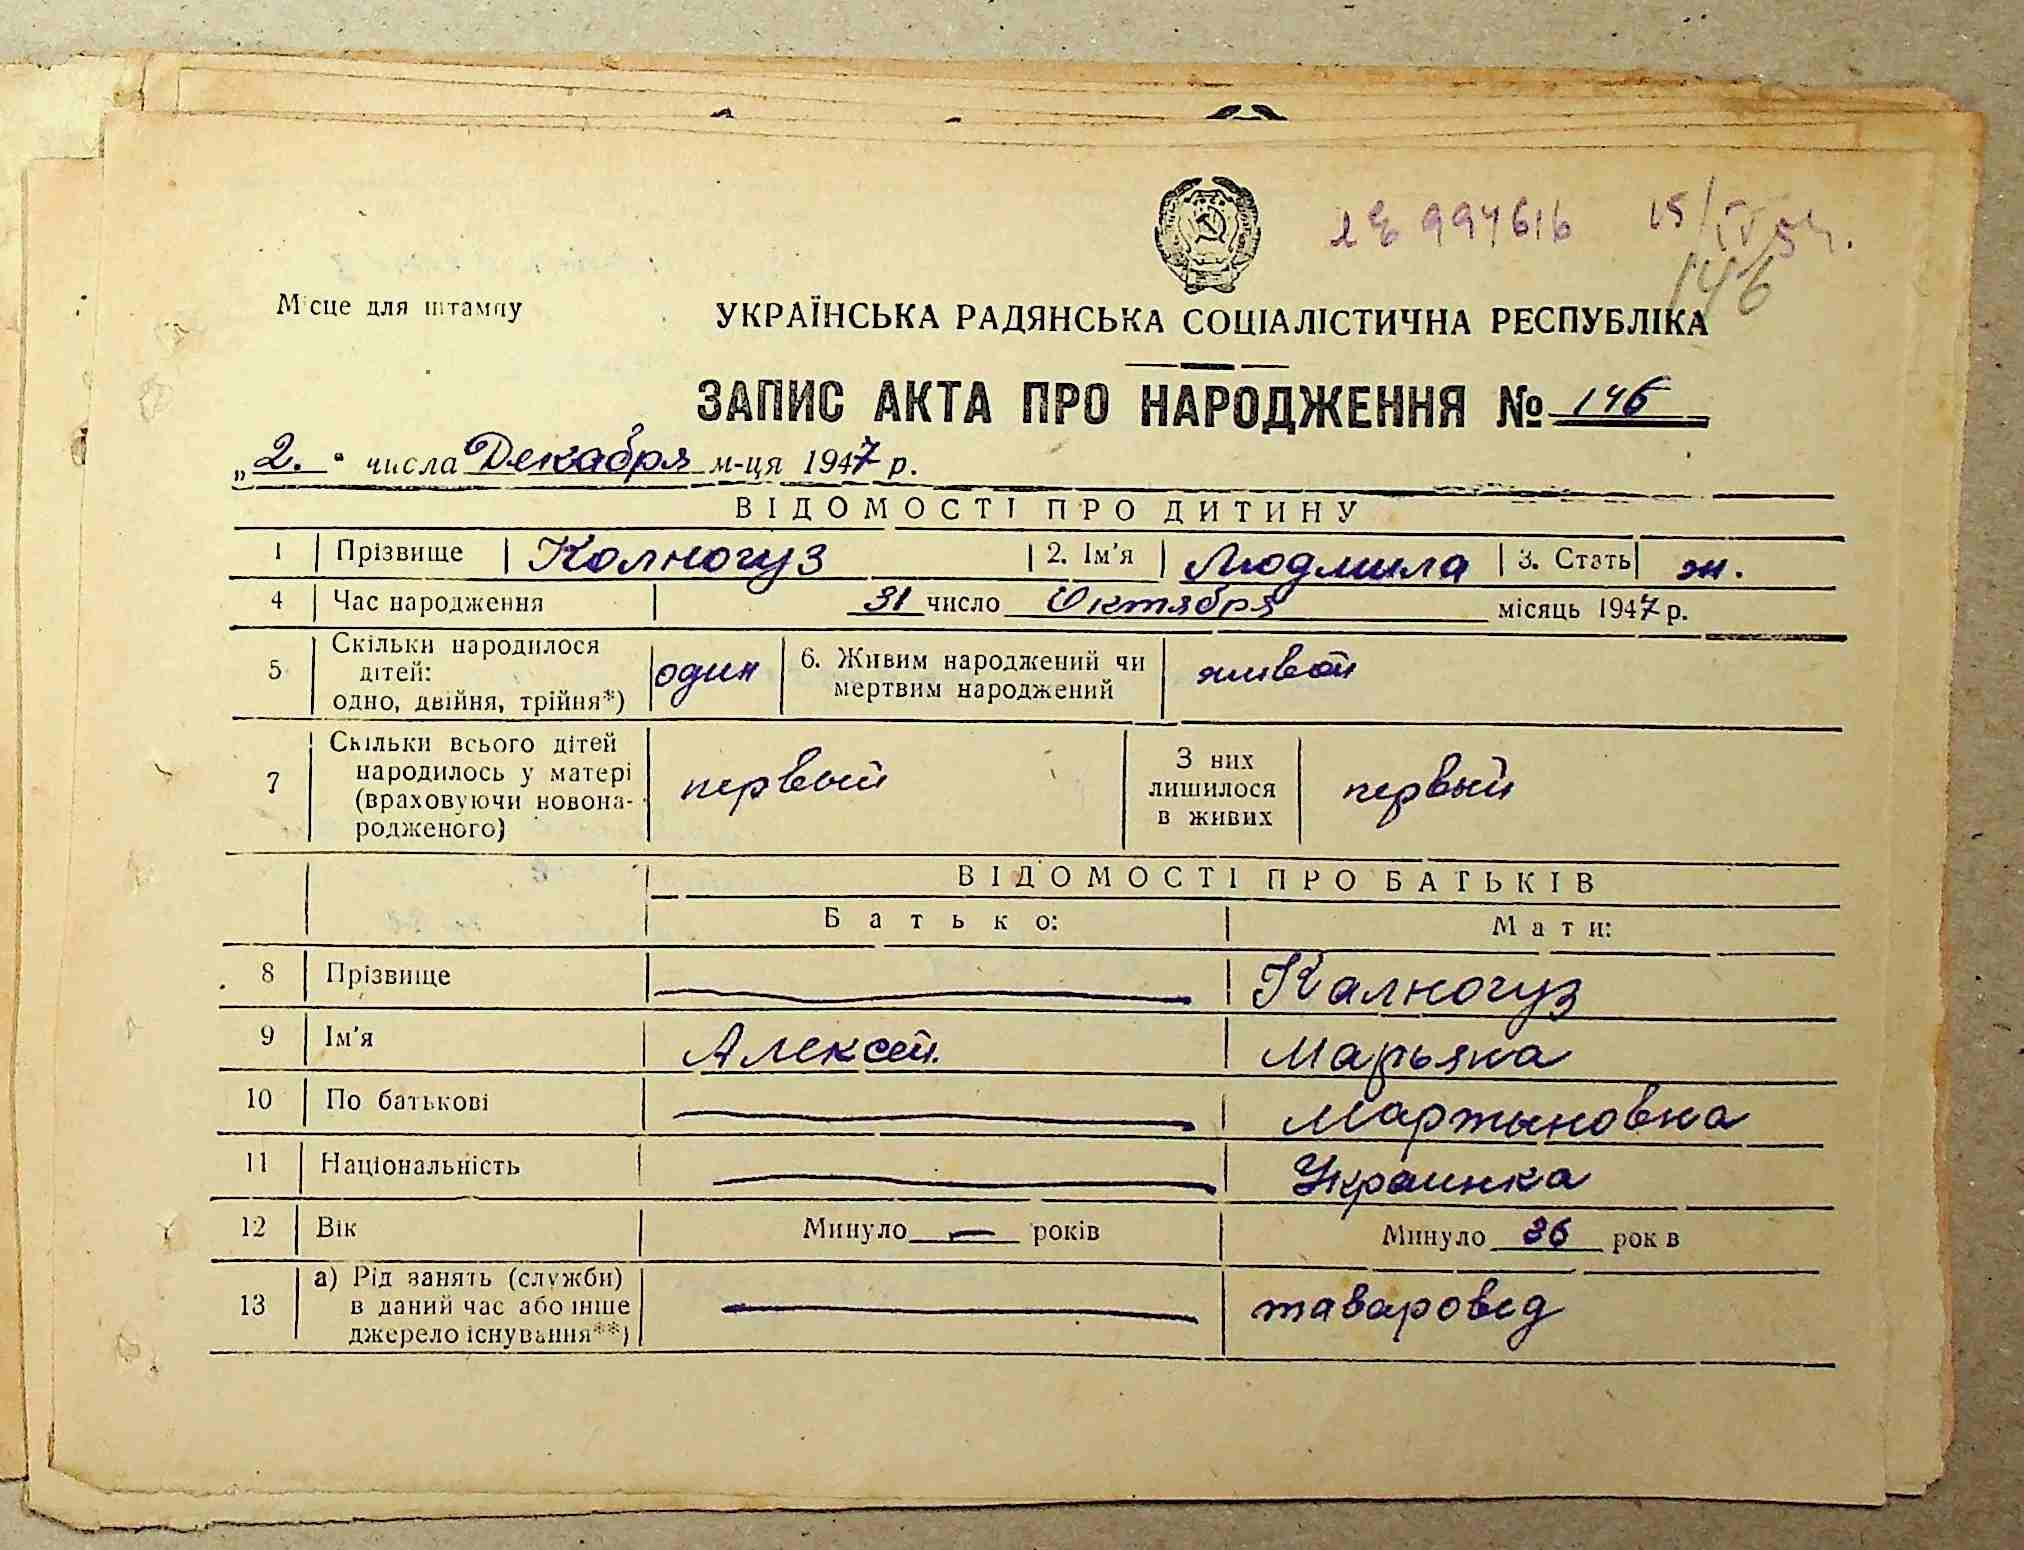 2 Е 994616 15/IV 54.
146
Місце для штампу
УКРАЇНСЬКА РАДЯНСЬКА СОЦІАЛІСТИЧНА РЕСПУБЛІКА
ЗАПИС АКТА ПРО НАРОДЖЕННЯ № 146
„2.“ числа Декабря м-ця 1947 р.
ВІДОМОСТІ ПРО ДИТИНУ
1 Прізвище Колногуз 2. Ім'я Людмила 3. Стать ж.
4 Час народження 31 число Октября місяць 1947 р.
5 Скільки народилося дітей: одно, двійня, трійня*) один 6. Живим народжений чи мертвим народжений живой
7 Скільки всього дітей народилось у матері (враховуючи новонародженого) первый З них лишилося в живих первый
ВІДОМОСТІ ПРО БАТЬКІВ
Батько: Мати:
8 Прізвище — Калногуз
9 Ім'я Алексей. Марьяна
10 По батькові — Мартыновна
11 Національність — Украинка
12 Вік Минуло — років Минуло 36 рок в
13 а) Рід занять (служби) в даний час або інше джерело існування**) — таваровед